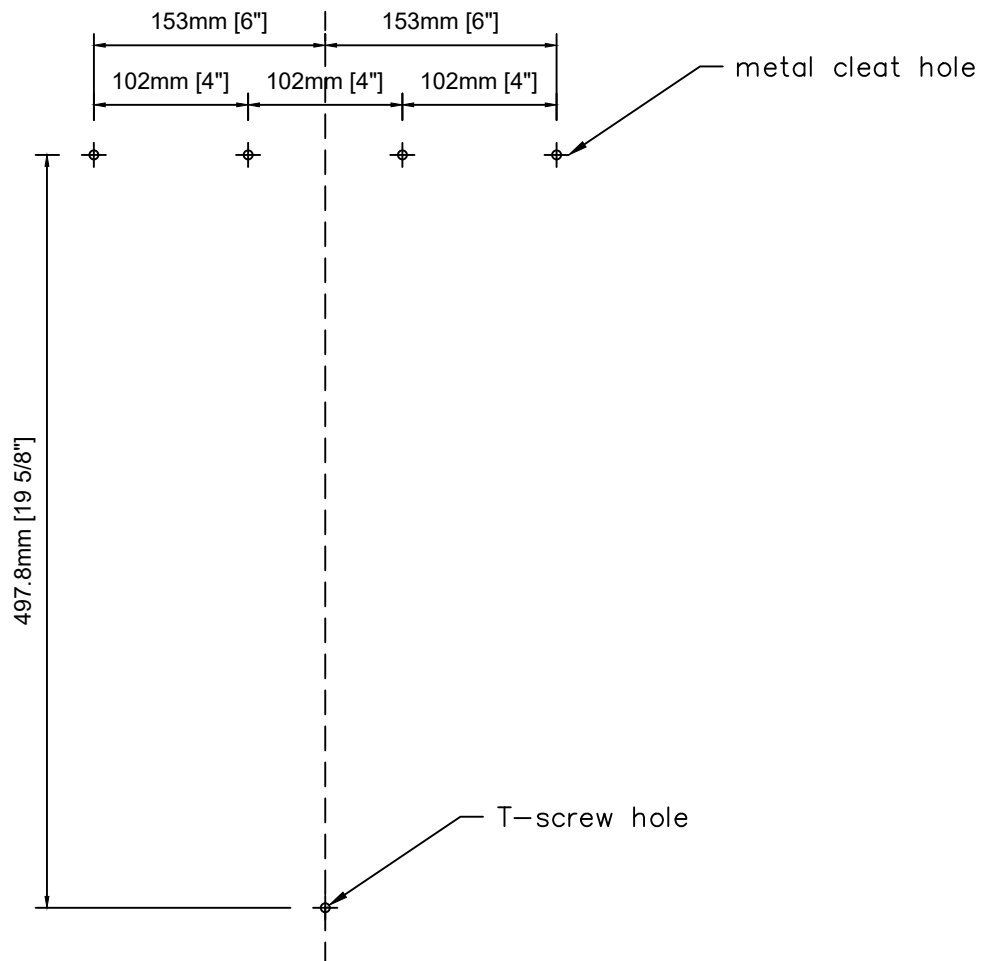 153mm [6"]
153mm [6"]
102mm [4"]
102mm [4"]
102mm [4"]
metal cleat hole
497.8mm [19 5/8"]
T-screw hole